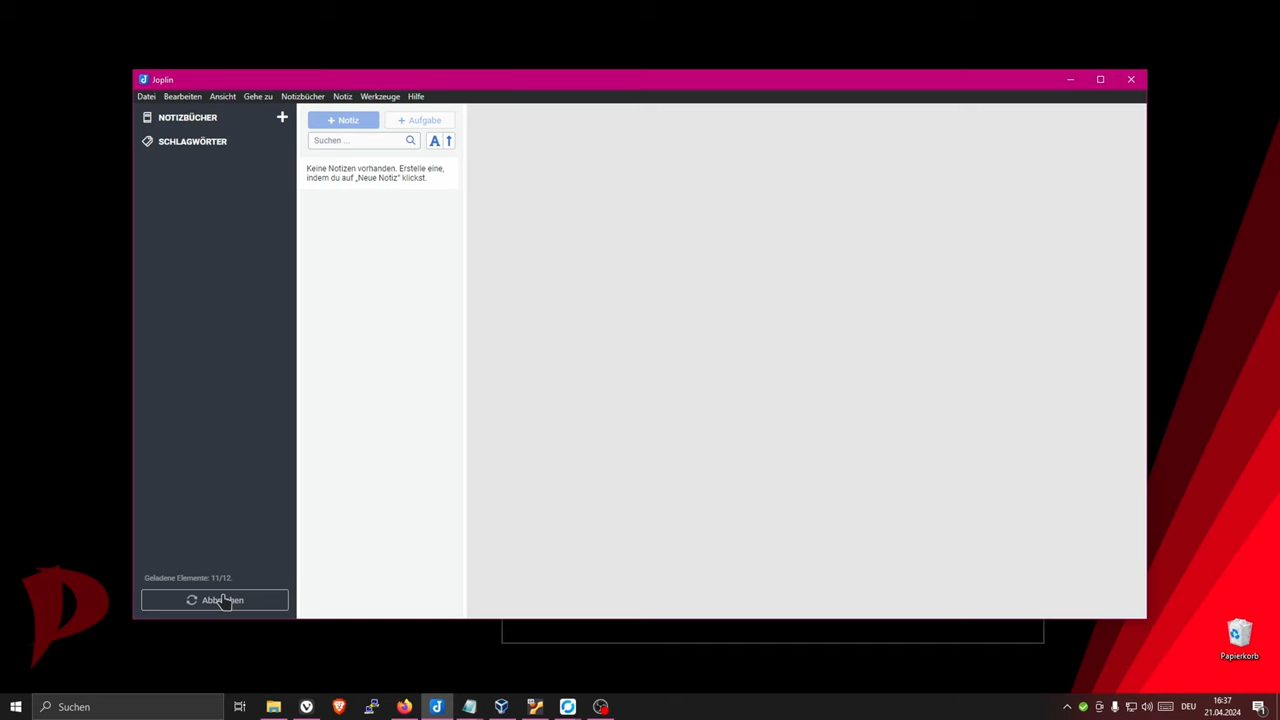 Joplin
Datei Bearbeiten Ansicht Gehe zu Notizbücher Notiz Werkzeuge Hilfe
NOTIZBÜCHER
SCHLAGWÖRTER
+ Notiz
+ Aufgabe
Suchen ...
A
Keine Notizen vorhanden. Erstelle eine,
indem du auf „Neue Notiz" klickst.
Geladene Elemente: 11/12.
Papierkorb
Suchen
DEU
16:37
21.04.2024
1